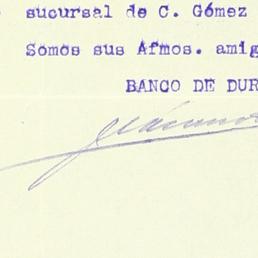 sucursal de C. Gómez
Somos sus Afmos. amig
BANCO DE DUR